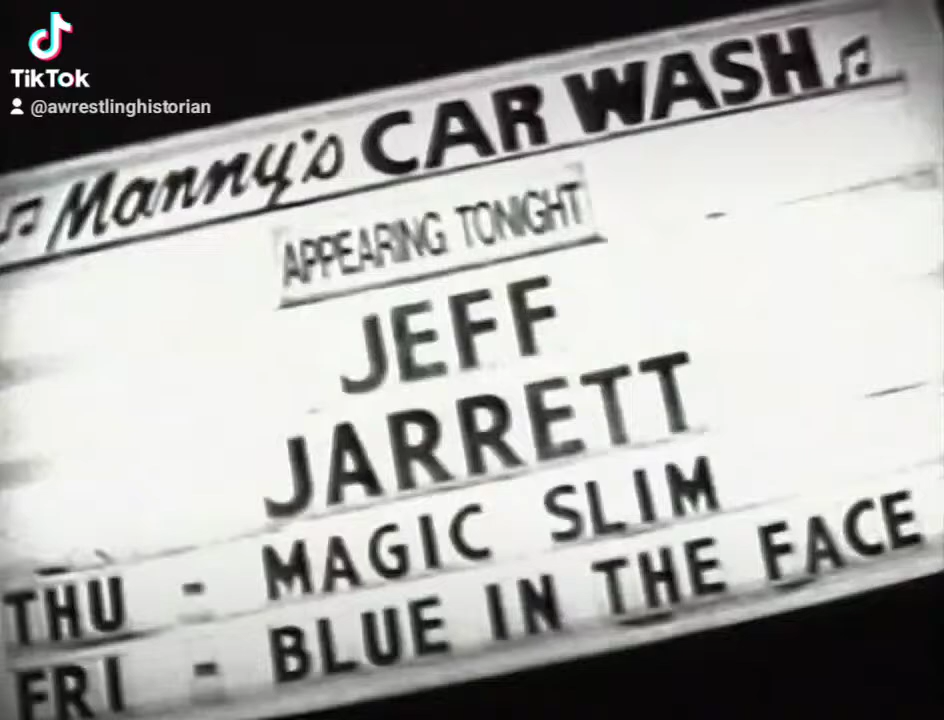 TikTok
@awrestlinghistorian
Manny's CAR WASH
APPEARING TONIGHT
JEFF
JARRETT
THU - MAGIC SLIM
FRI - BLUE IN THE FACE